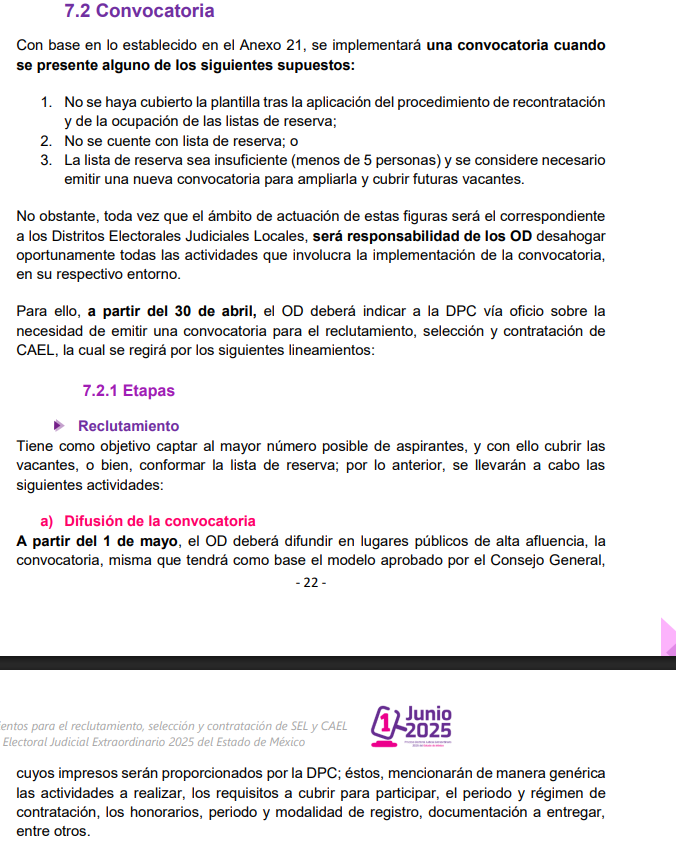 7.2 Convocatoria
Con base en lo establecido en el Anexo 21, se implementará una convocatoria cuando
se presente alguno de los siguientes supuestos:
1. No se haya cubierto la plantilla tras la aplicación del procedimiento de recontratación
y de la ocupación de las listas de reserva;
2. No se cuente con lista de reserva; o
3. La lista de reserva sea insuficiente (menos de 5 personas) y se considere necesario
emitir una nueva convocatoria para ampliarla y cubrir futuras vacantes.
No obstante, toda vez que el ámbito de actuación de estas figuras será el correspondiente
a los Distritos Electorales Judiciales Locales, será responsabilidad de los OD desahogar
oportunamente todas las actividades que involucra la implementación de la convocatoria,
en su respectivo entorno.
Para ello, a partir del 30 de abril, el OD deberá indicar a la DPC vía oficio sobre la
necesidad de emitir una convocatoria para el reclutamiento, selección y contratación de
CAEL, la cual se regirá por los siguientes lineamientos:
7.2.1 Etapas
Reclutamiento
Tiene como objetivo captar al mayor número posible de aspirantes, y con ello cubrir las
vacantes, o bien, conformar la lista de reserva; por lo anterior, se llevarán a cabo las
siguientes actividades:
a) Difusión de la convocatoria
A partir del 1 de mayo, el OD deberá difundir en lugares públicos de alta afluencia, la
convocatoria, misma que tendrá como base el modelo aprobado por el Consejo General,
- 22 -
entos para el reclutamiento, selección y contratación de SEL y CAEL
Electoral Judicial Extraordinario 2025 del Estado de México
1 Junio
2025
cuyos impresos serán proporcionados por la DPC; éstos, mencionarán de manera genérica
las actividades a realizar, los requisitos a cubrir para participar, el periodo y régimen de
contratación, los honorarios, periodo y modalidad de registro, documentación a entregar,
entre otros.